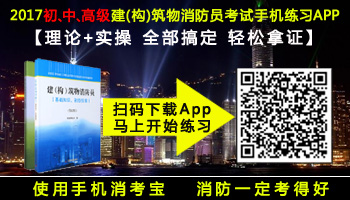 2017初、中、高级建(构)筑物消防员考试手机练习APP
【理论+实操 全部搞定 轻松拿证】
建(构)筑物消防员
扫码下载App
马上开始练习
使用手机消考宝 消防一定考得好